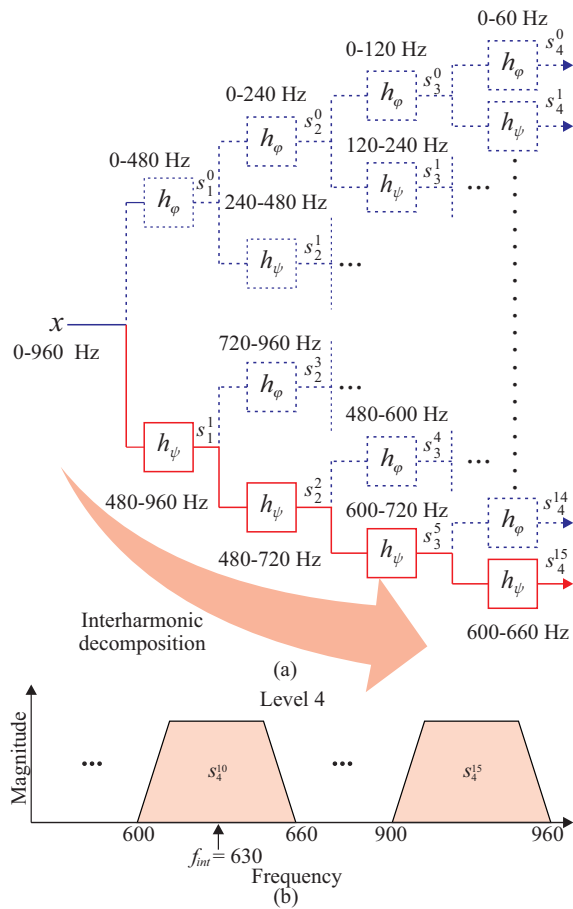 0-60 Hz
s_4^0
0-120 Hz
h_φ
s_3^0
h_φ
s_4^1
0-240 Hz
s_2^0
h_ψ
h_φ
120-240 Hz
0-480 Hz
s_3^1
s_1^0
h_ψ
...
h_φ
240-480 Hz
s_2^1
h_ψ
...
x
0-960 Hz
720-960 Hz
s_2^3
h_φ
...
480-600 Hz
s_1^1
s_3^4
h_ψ
h_φ
...
480-960 Hz
s_2^2
h_ψ
600-720 Hz
s_4^14
s_3^5
h_φ
480-720 Hz
h_ψ
s_4^15
h_ψ
Interharmonic
decomposition
600-660 Hz
(a)
Level 4
Magnitude
...
s_4^10
...
s_4^15
600
660
900
960
f_int = 630
Frequency
(b)